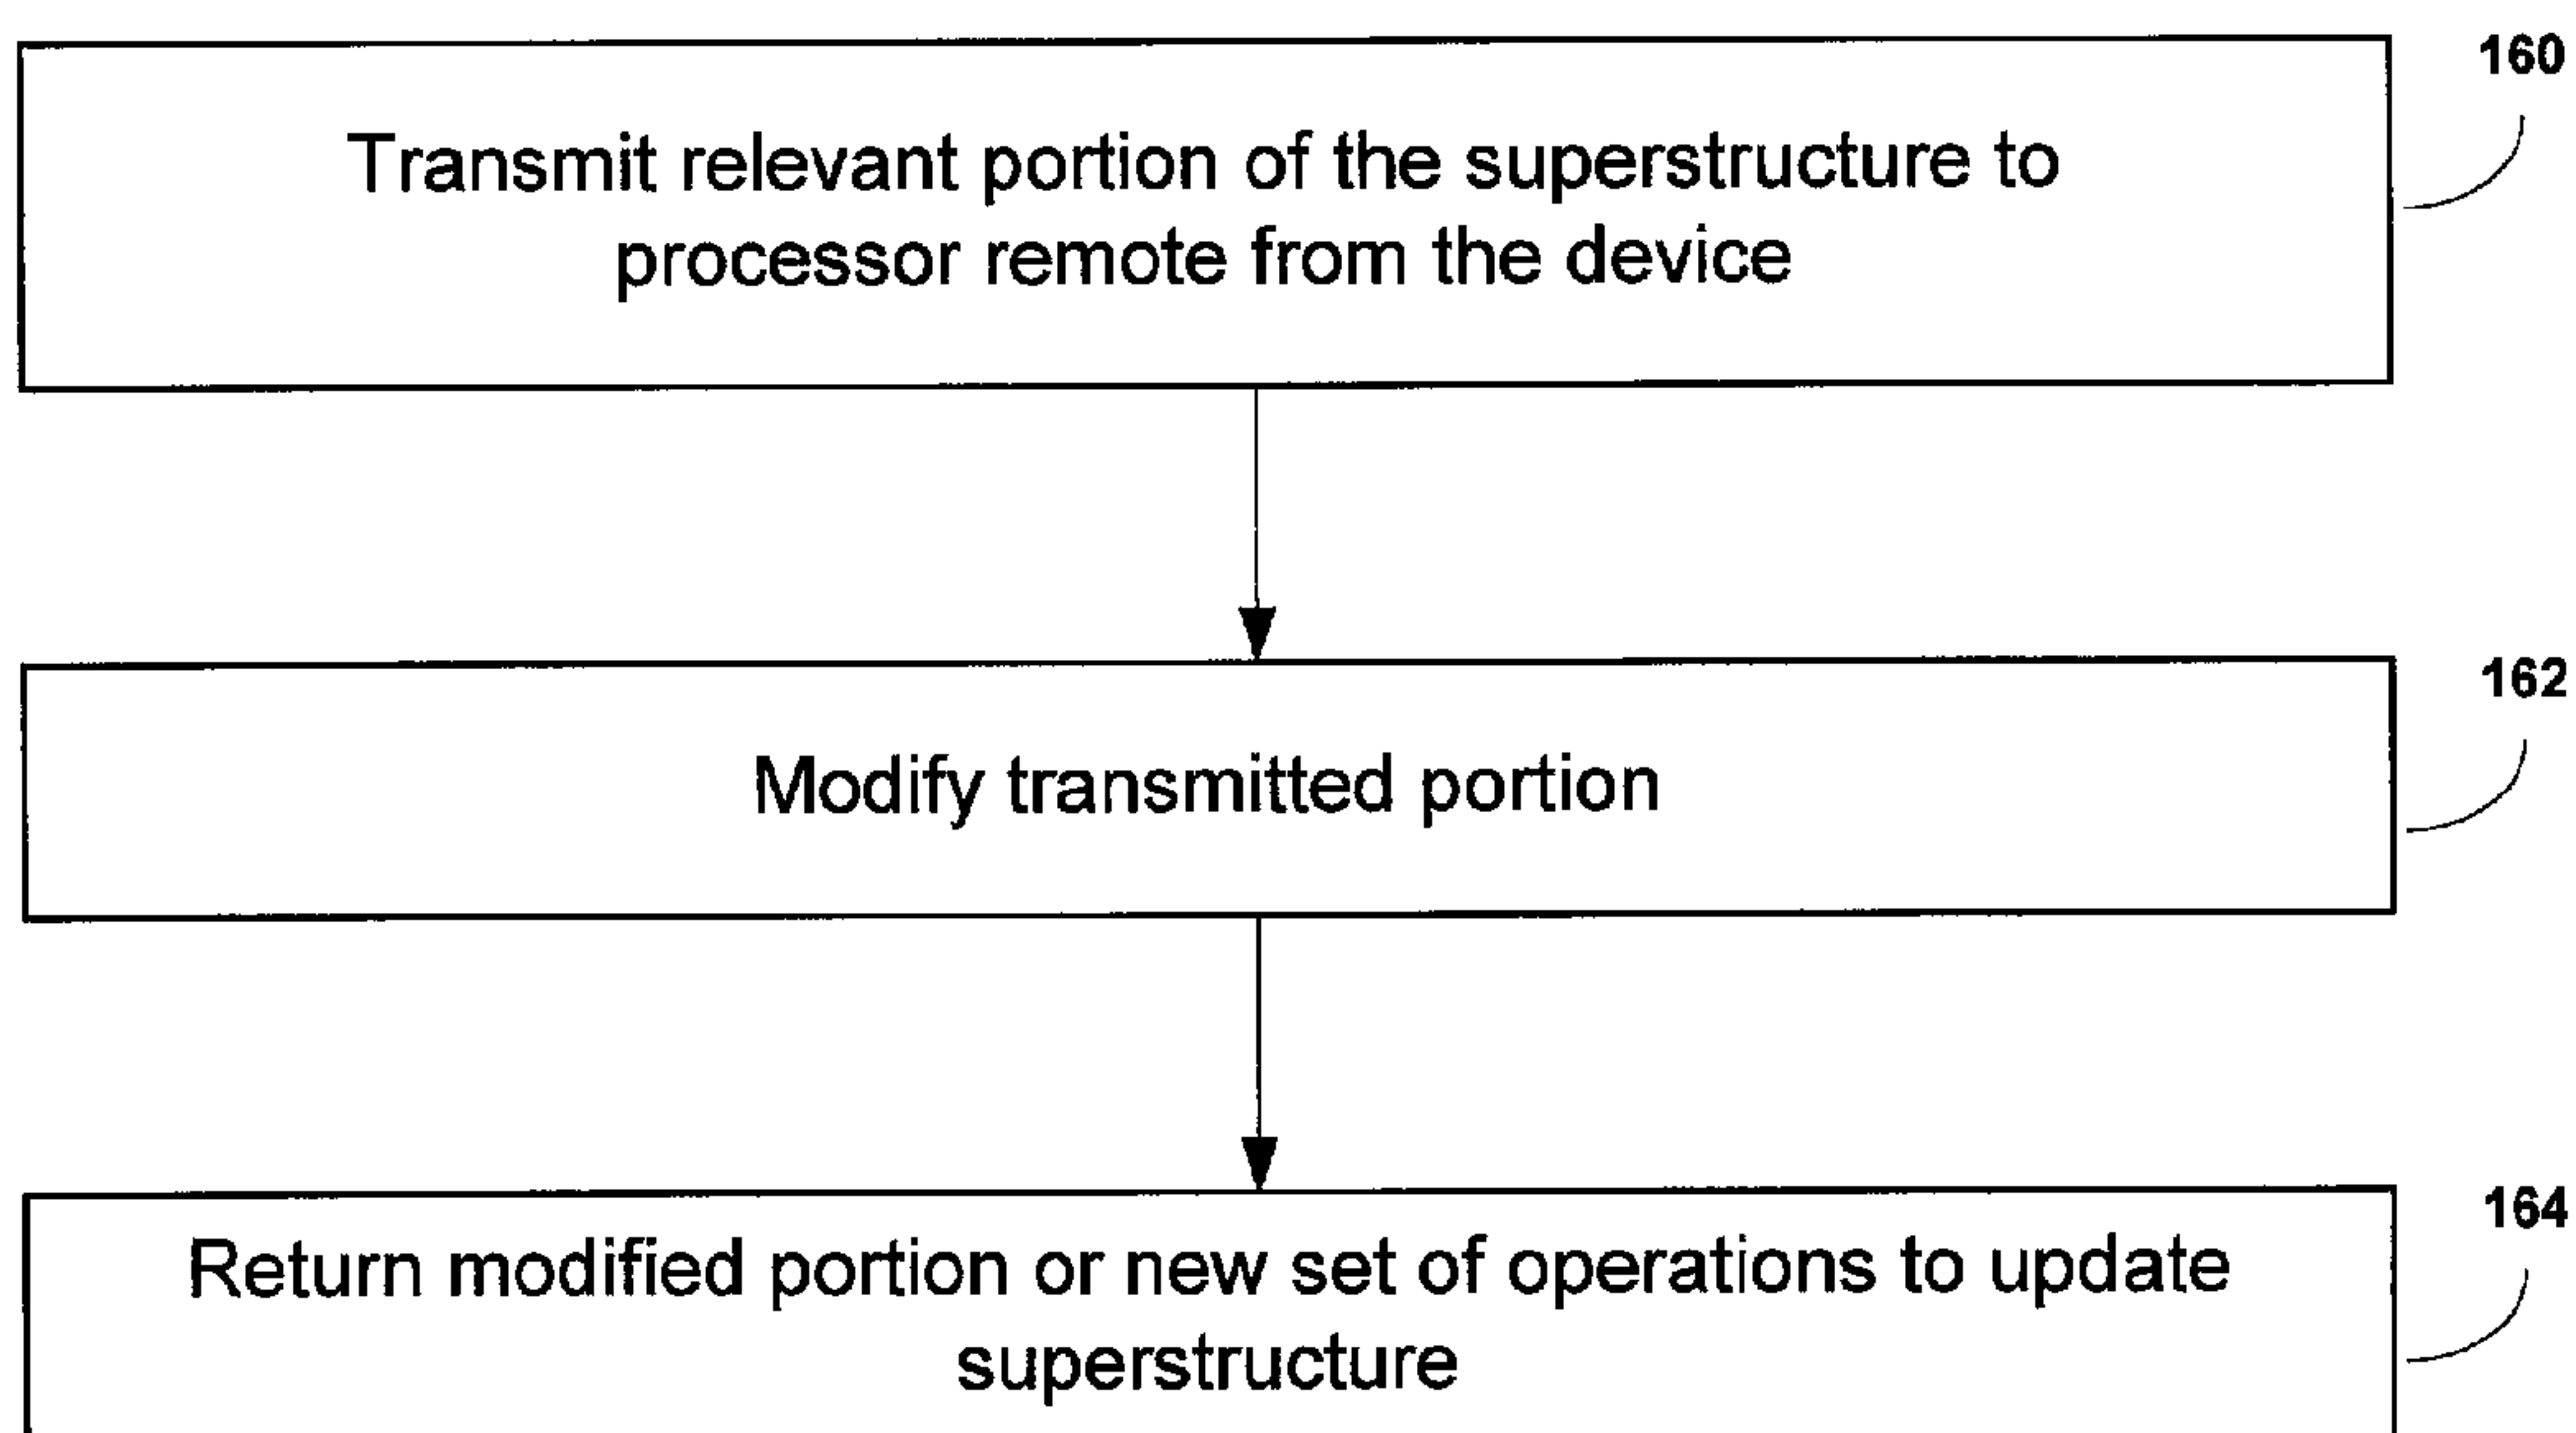 160
Transmit relevant portion of the superstructure to
processor remote from the device
162
Modify transmitted portion
164
Return modified portion or new set of operations to update
superstructure